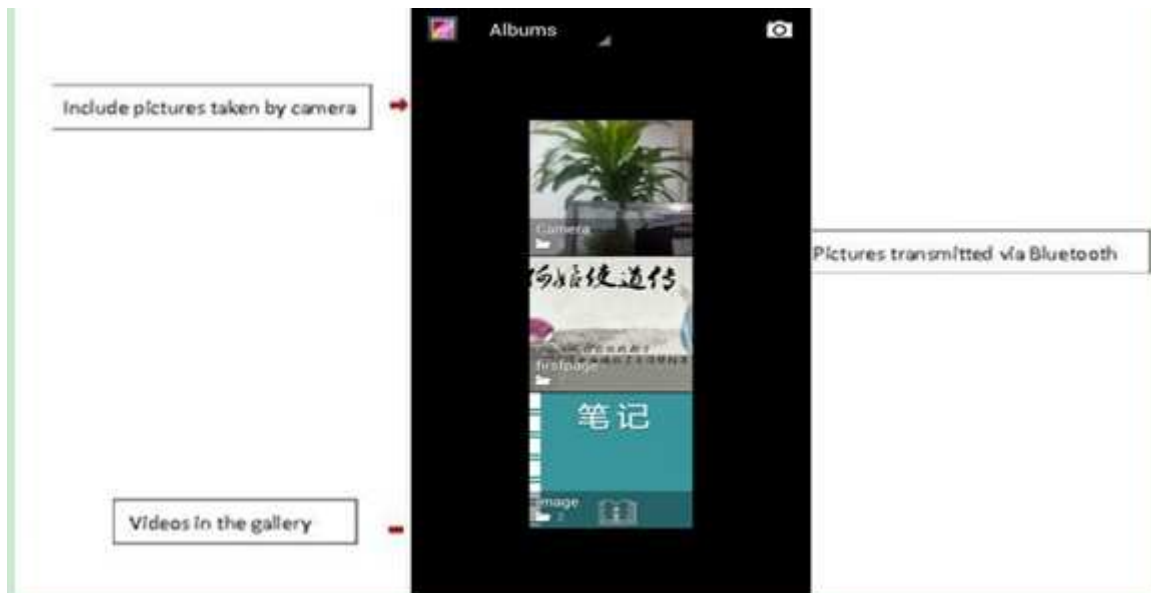 Albums
Include pictures taken by camera
Camera
Pictures transmitted via Bluetooth
firstpage
笔记
image
Videos in the gallery